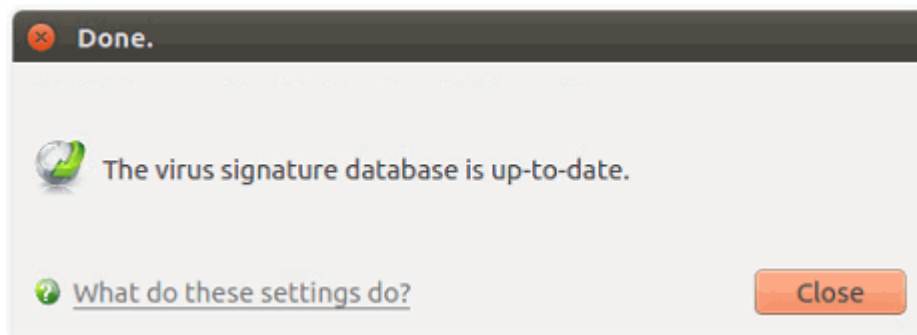 Done.
The virus signature database is up-to-date.
What do these settings do?
Close